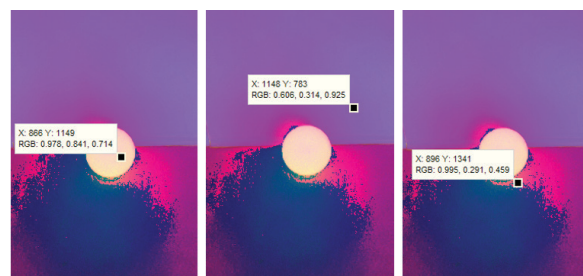 X: 866 Y: 1149
RGB: 0.978, 0.841, 0.714
X: 1148 Y: 783
RGB: 0.606, 0.314, 0.925
X: 896 Y: 1341
RGB: 0.995, 0.291, 0.459